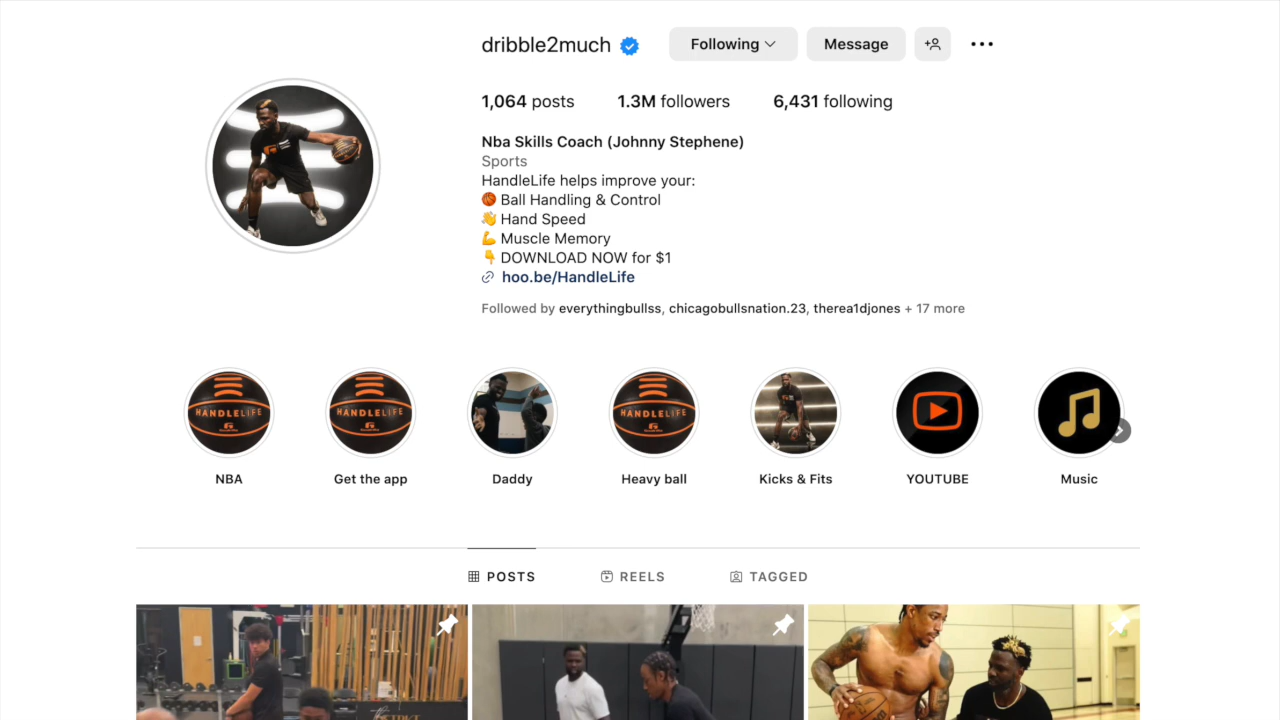 dribble2much
Following
Message
1,064 posts
1.3M followers
6,431 following
Nba Skills Coach (Johnny Stephene)
Sports
HandleLife helps improve your:
🏀 Ball Handling & Control
👋 Hand Speed
💪 Muscle Memory
👇 DOWNLOAD NOW for $1
hoo.be/HandleLife
Followed by everythingbullss, chicagobullsnation.23, therea1djones + 17 more
HANDLELIFE
HANDLELIFE
HANDLELIFE
NBA
Get the app
Daddy
Heavy ball
Kicks & Fits
YOUTUBE
Music
POSTS
REELS
TAGGED